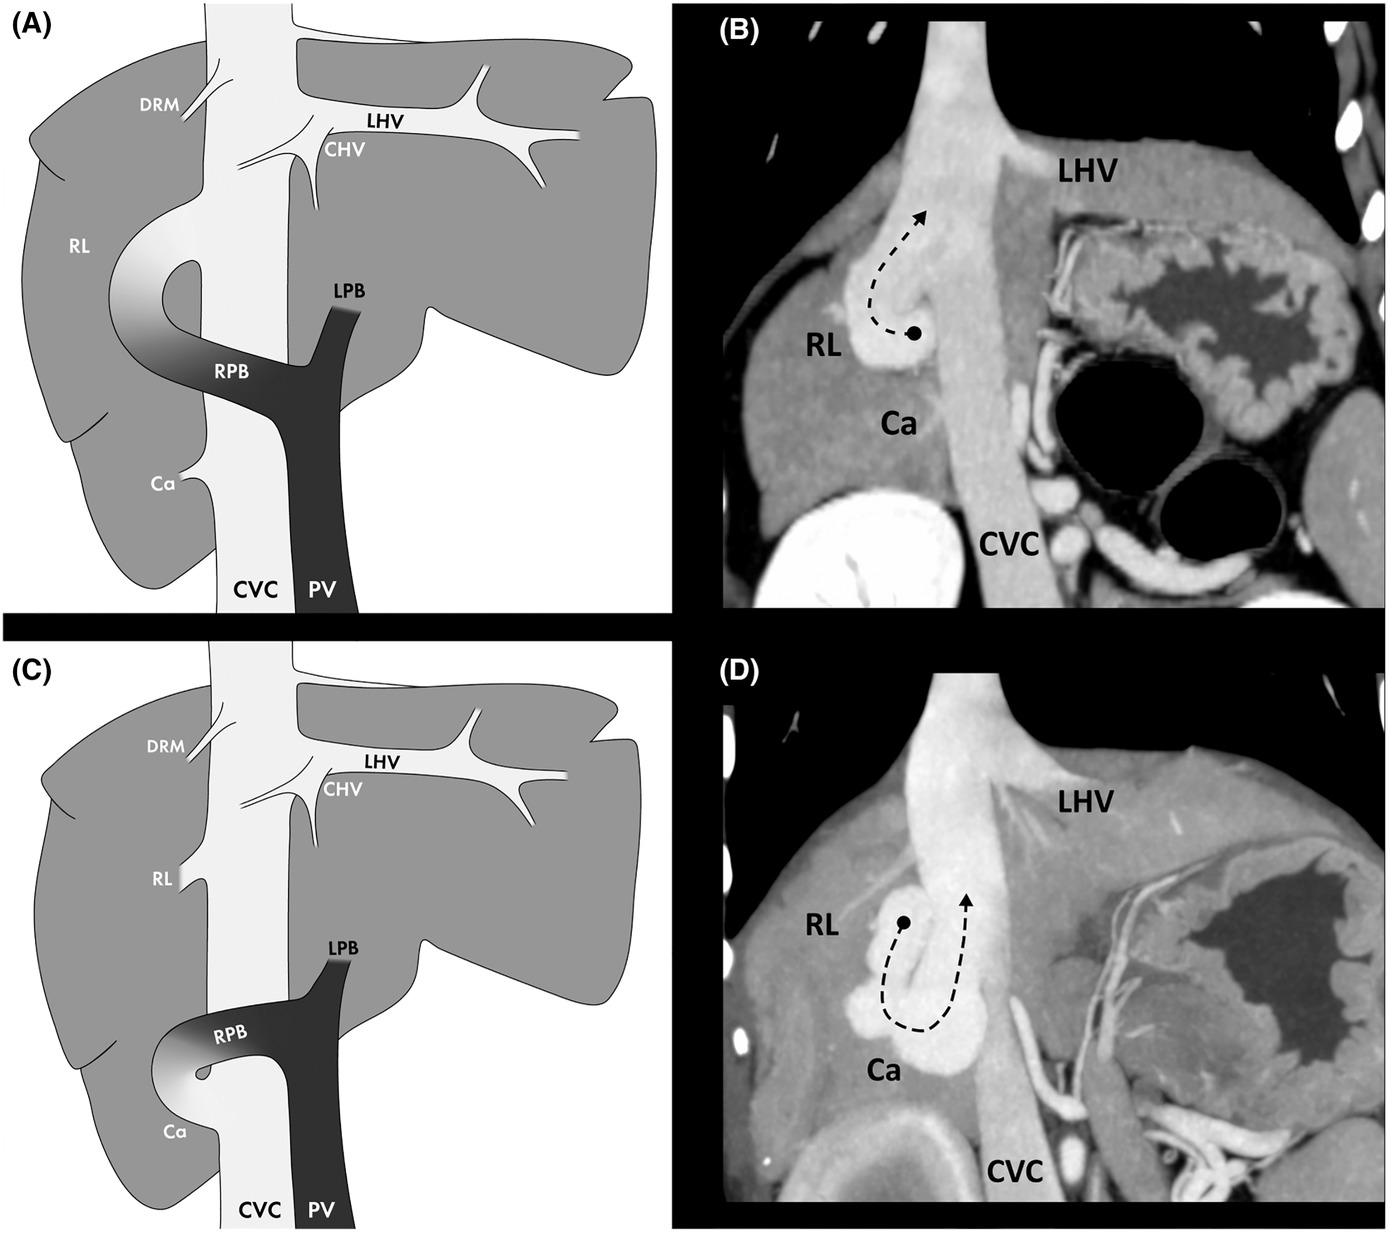 (A)
DRM
LHV
CHV
RL
LPB
RPB
Ca
CVC
PV
(B)
LHV
RL
Ca
CVC
(C)
DRM
LHV
CHV
RL
LPB
RPB
Ca
CVC
PV
(D)
LHV
RL
Ca
CVC